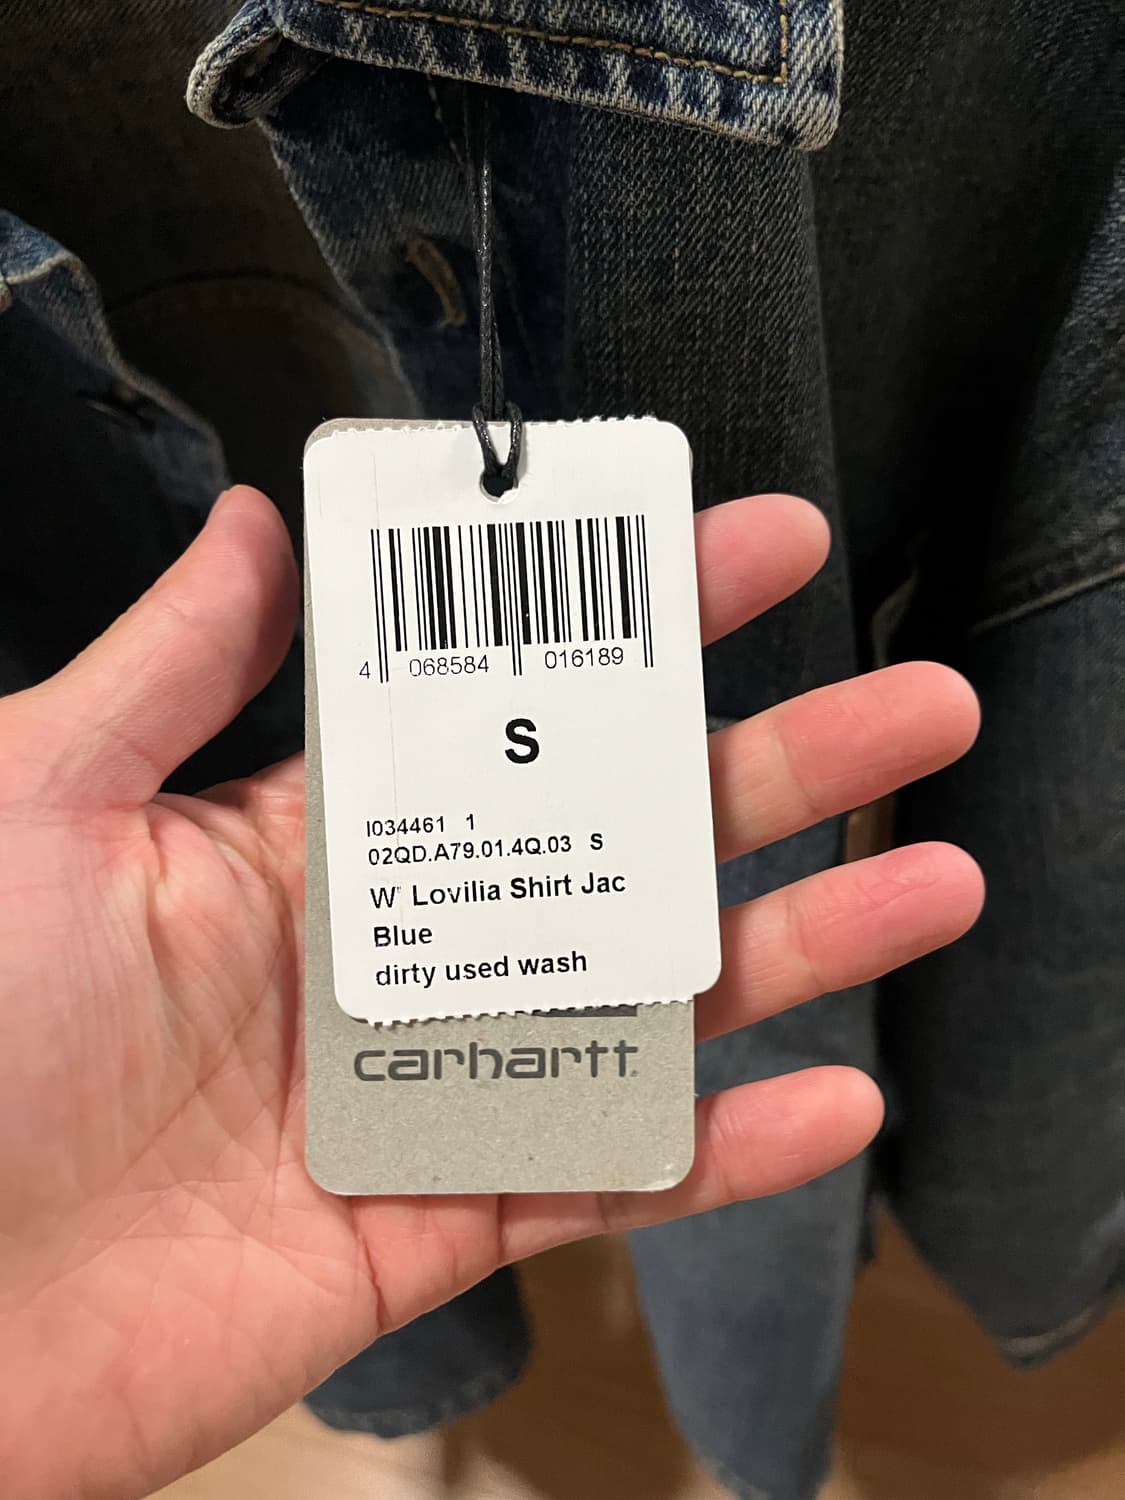 4 068584 016189
S
I034461 1
02QD.A79.01.4Q.03 S
W' Lovilia Shirt Jac
Blue
dirty used wash
carhartt